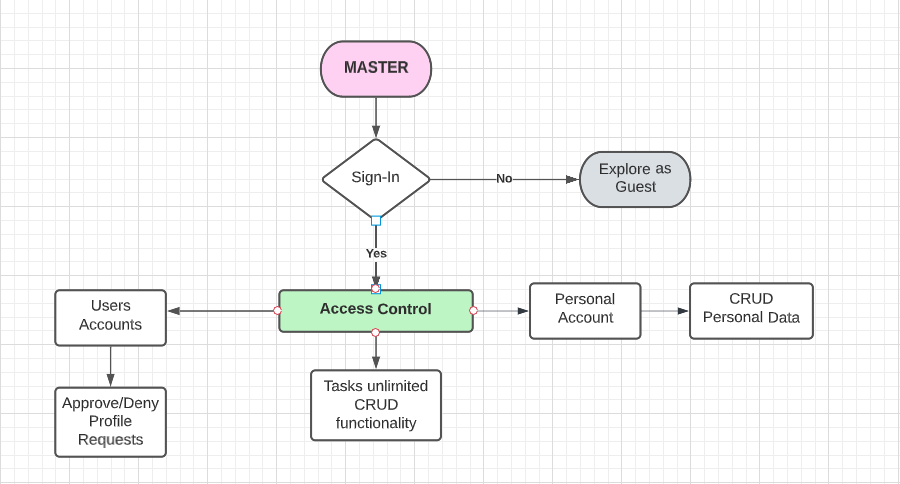 MASTER
Sign-In
No
Explore as
Guest
Yes
Access Control
Users
Accounts
Personal
Account
CRUD
Personal Data
Approve/Deny
Profile
Requests
Tasks unlimited
CRUD
functionality